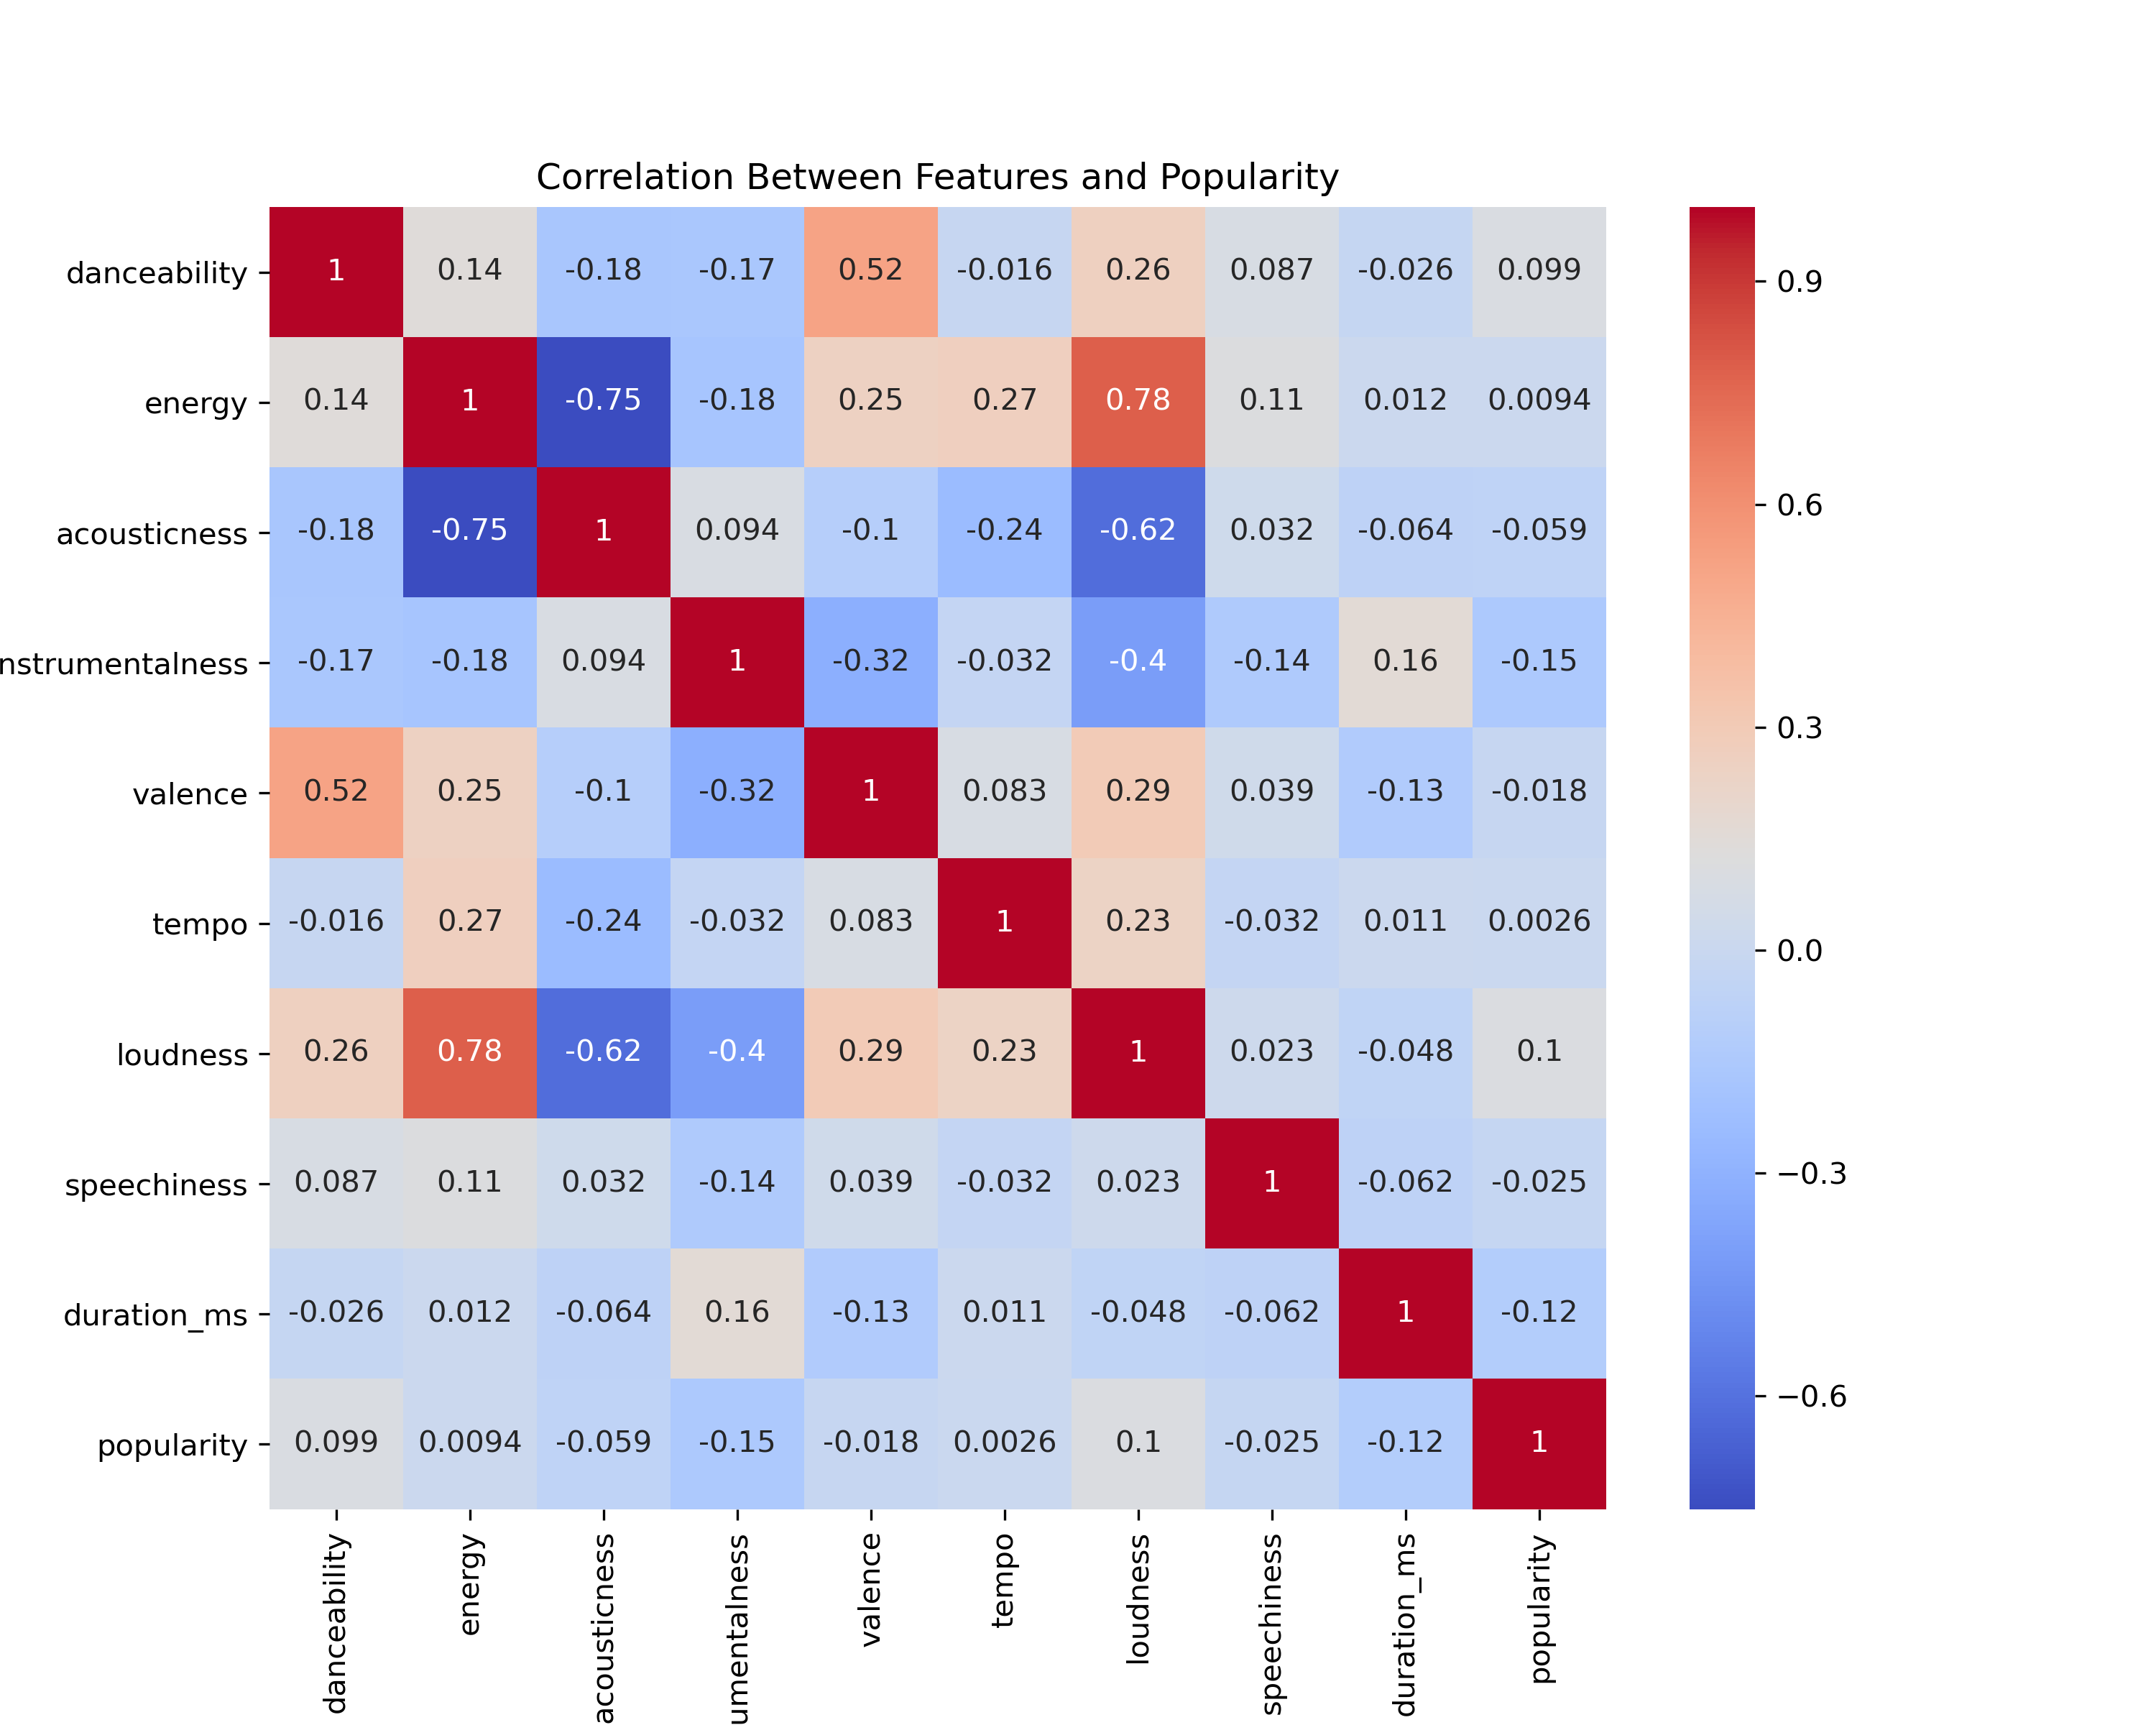 Correlation Between Features and Popularity
danceability 1 0.14 -0.18 -0.17 0.52 -0.016 0.26 0.087 -0.026 0.099
energy 0.14 1 -0.75 -0.18 0.25 0.27 0.78 0.11 0.012 0.0094
acousticness -0.18 -0.75 1 0.094 -0.1 -0.24 -0.62 0.032 -0.064 -0.059
nstrumentalness -0.17 -0.18 0.094 1 -0.32 -0.032 -0.4 -0.14 0.16 -0.15
valence 0.52 0.25 -0.1 -0.32 1 0.083 0.29 0.039 -0.13 -0.018
tempo -0.016 0.27 -0.24 -0.032 0.083 1 0.23 -0.032 0.011 0.0026
loudness 0.26 0.78 -0.62 -0.4 0.29 0.23 1 0.023 -0.048 0.1
speechiness 0.087 0.11 0.032 -0.14 0.039 -0.032 0.023 1 -0.062 -0.025
duration_ms -0.026 0.012 -0.064 0.16 -0.13 0.011 -0.048 -0.062 1 -0.12
popularity 0.099 0.0094 -0.059 -0.15 -0.018 0.0026 0.1 -0.025 -0.12 1
danceability
energy
acousticness
umentalness
valence
tempo
loudness
speechiness
duration_ms
popularity
0.9
0.6
0.3
0.0
−0.3
−0.6